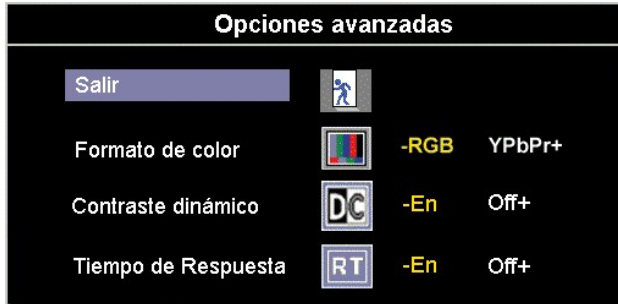 Opciones avanzadas
Salir
Formato de color -RGB YPbPr+
Contraste dinámico DC -En Off+
Tiempo de Respuesta RT -En Off+